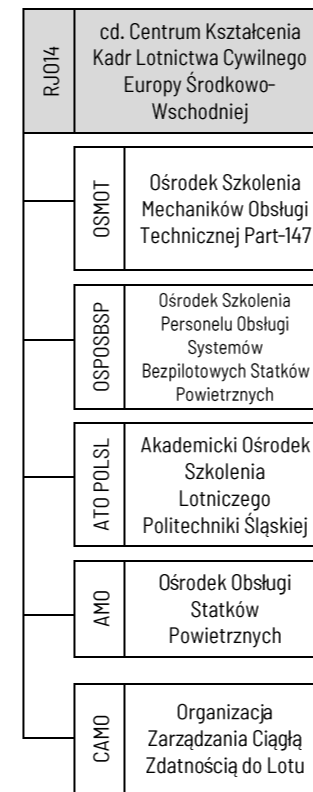 RJO14
cd. Centrum Kształcenia
Kadr Lotnictwa Cywilnego
Europy Środkowo-
Wschodniej
OSMOT
Ośrodek Szkolenia
Mechaników Obsługi
Technicznej Part-147
OSPOSBSP
Ośrodek Szkolenia
Personelu Obsługi
Systemów
Bezpilotowych Statków
Powietrznych
ATO POLSL
Akademicki Ośrodek
Szkolenia
Lotniczego
Politechniki Śląskiej
AMO
Ośrodek Obsługi
Statków
Powietrznych
CAMO
Organizacja
Zarządzania Ciągłą
Zdatnością do Lotu